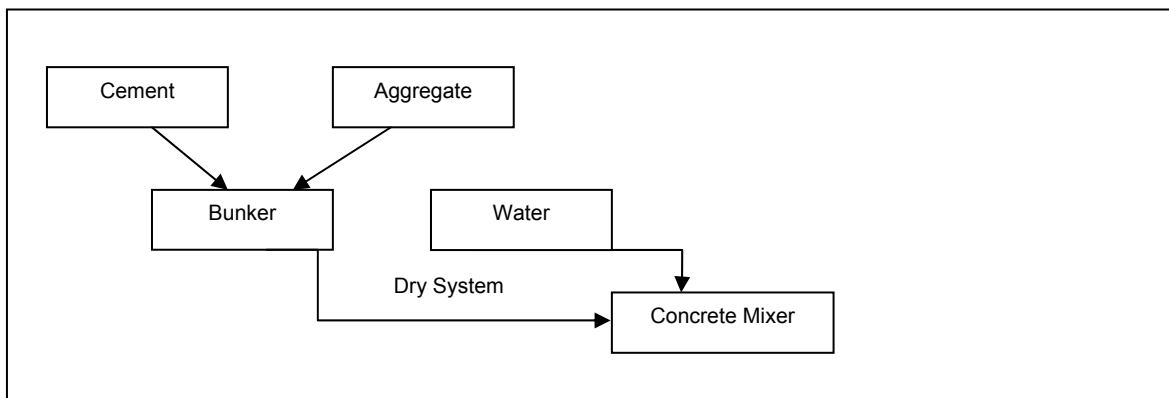 Cement
Aggregate
Bunker
Water
Dry System
Concrete Mixer